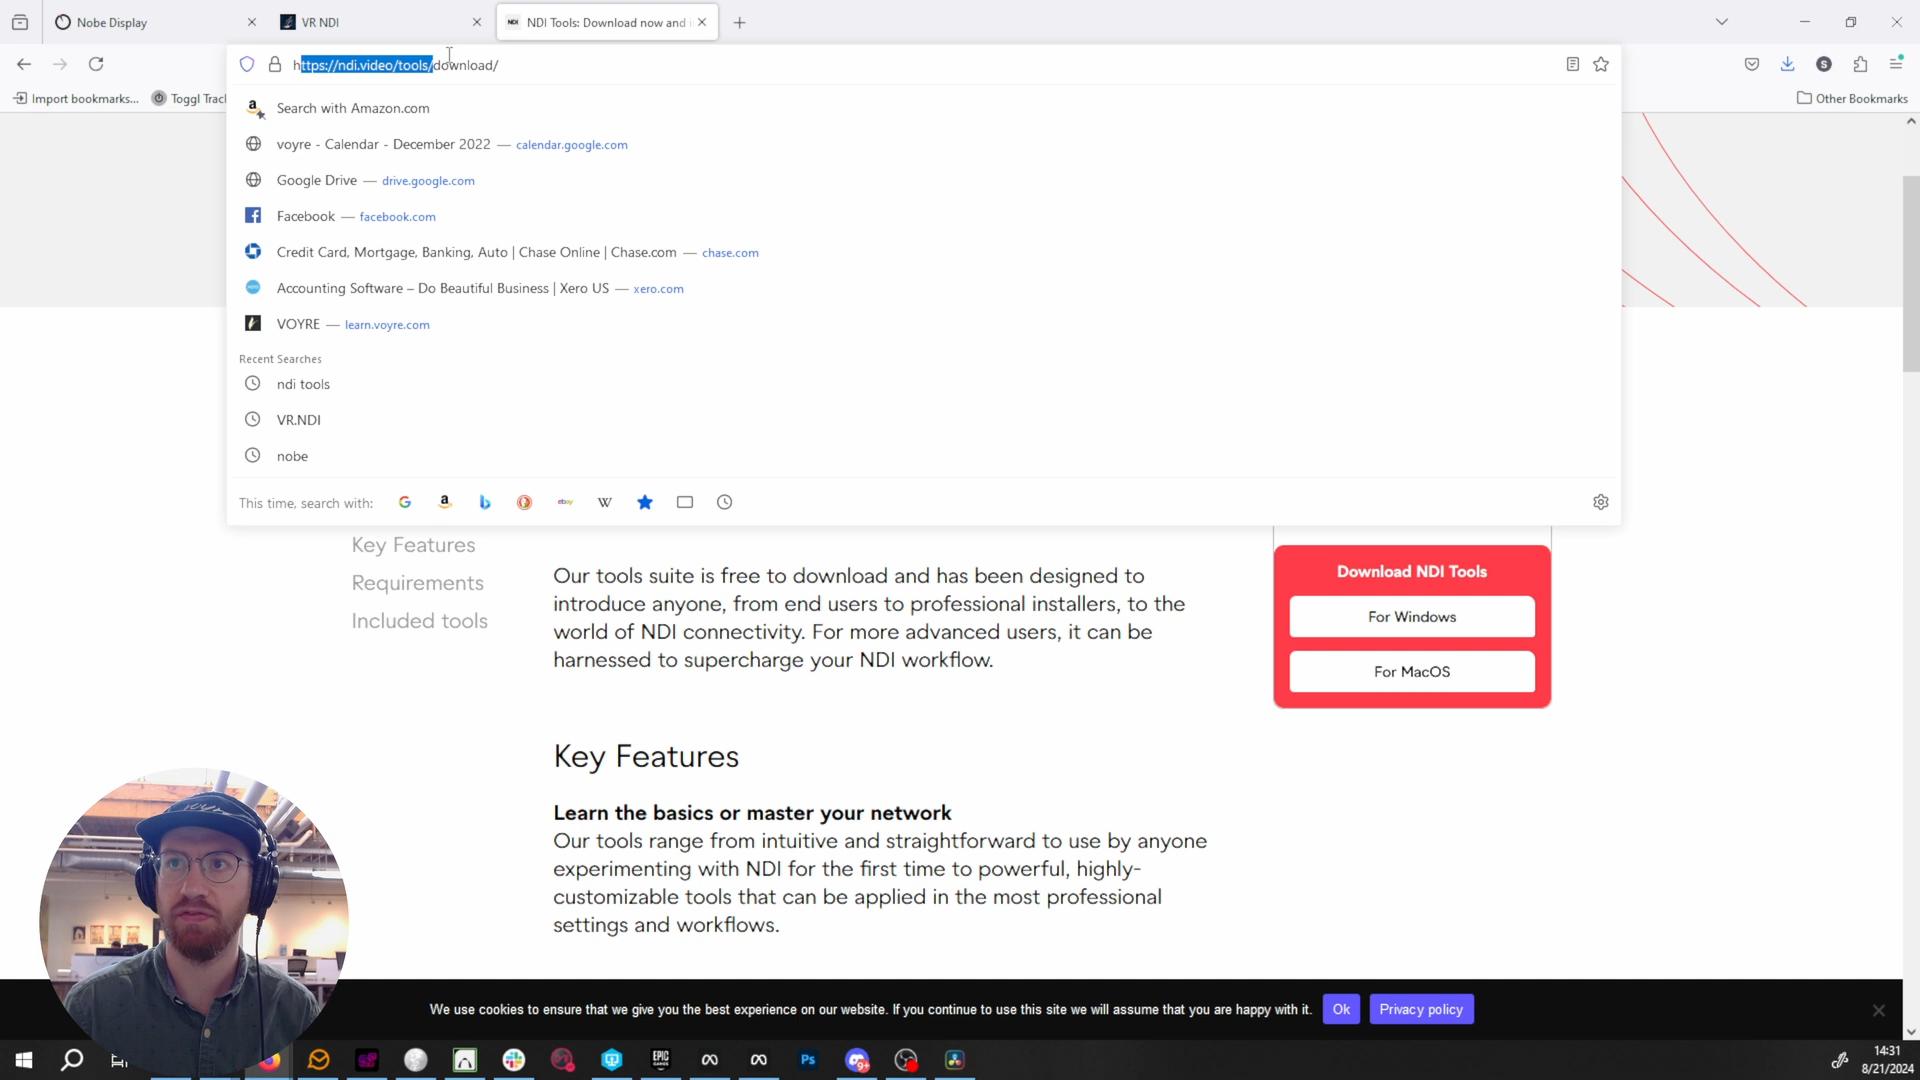 Nobe Display
VR NDI
NDI Tools: Download now and i
https://ndi.video/tools/download/
Import bookmarks...
Toggl Trac
Other Bookmarks
Search with Amazon.com
voyre - Calendar - December 2022 — calendar.google.com
Google Drive — drive.google.com
Facebook — facebook.com
Credit Card, Mortgage, Banking, Auto | Chase Online | Chase.com — chase.com
Accounting Software – Do Beautiful Business | Xero US — xero.com
VOYRE — learn.voyre.com
Recent Searches
ndi tools
VR.NDI
nobe
This time, search with:
Key Features
Requirements
Included tools
Our tools suite is free to download and has been designed to
introduce anyone, from end users to professional installers, to the
world of NDI connectivity. For more advanced users, it can be
harnessed to supercharge your NDI workflow.
Download NDI Tools
For Windows
For MacOS
Key Features
Learn the basics or master your network
Our tools range from intuitive and straightforward to use by anyone
experimenting with NDI for the first time to powerful, highly-
customizable tools that can be applied in the most professional
settings and workflows.
We use cookies to ensure that we give you the best experience on our website. If you continue to use this site we will assume that you are happy with it.
Ok
Privacy policy
14:31
8/21/2024